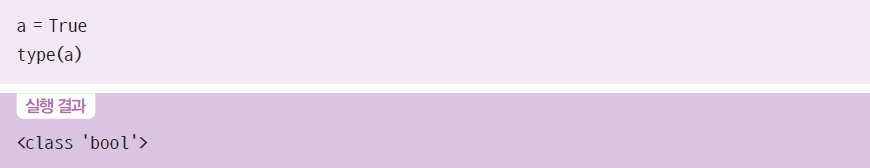 a = True
type(a)
실행 결과
<class 'bool'>